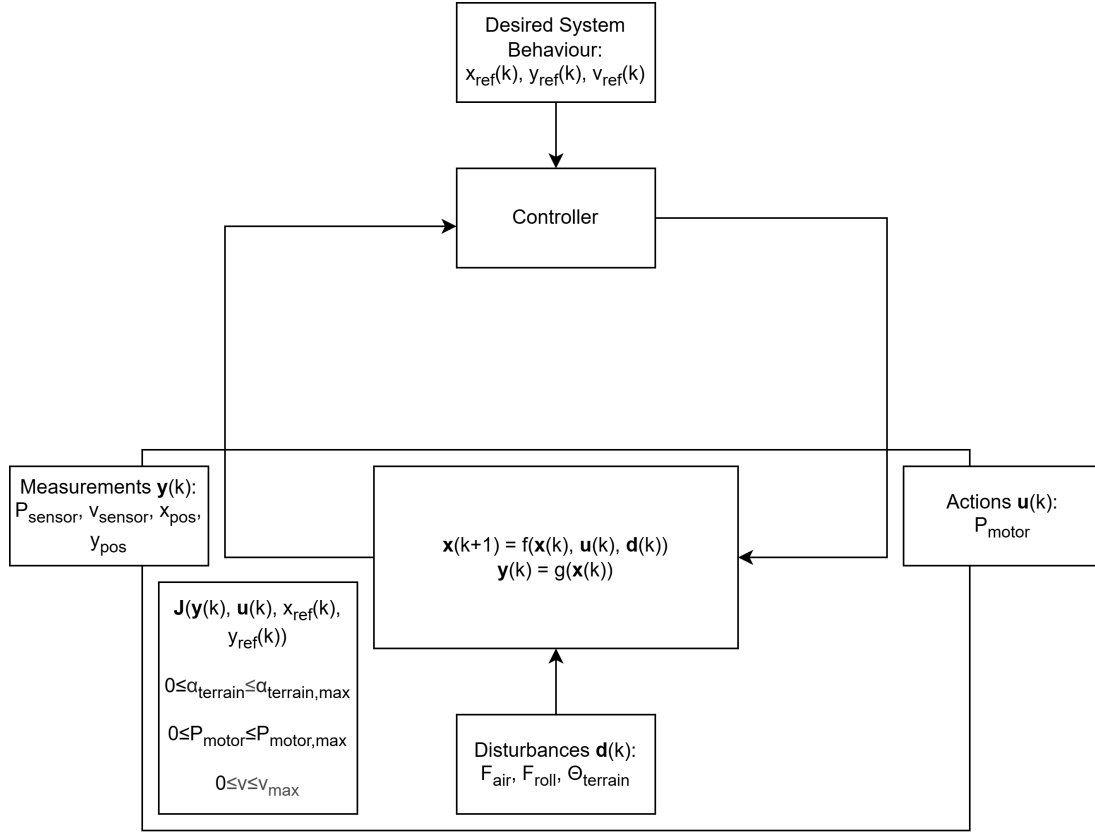 Desired System
Behaviour:
x_ref(k), y_ref(k), v_ref(k)
Controller
Measurements y(k):
P_sensor, v_sensor, x_pos,
y_pos
x(k+1) = f(x(k), u(k), d(k))
y(k) = g(x(k))
Actions u(k):
P_motor
J(y(k), u(k), x_ref(k),
y_ref(k))
0≤α_terrain≤α_terrain,max
0≤P_motor≤P_motor,max
0≤v≤v_max
Disturbances d(k):
F_air, F_roll, Θ_terrain